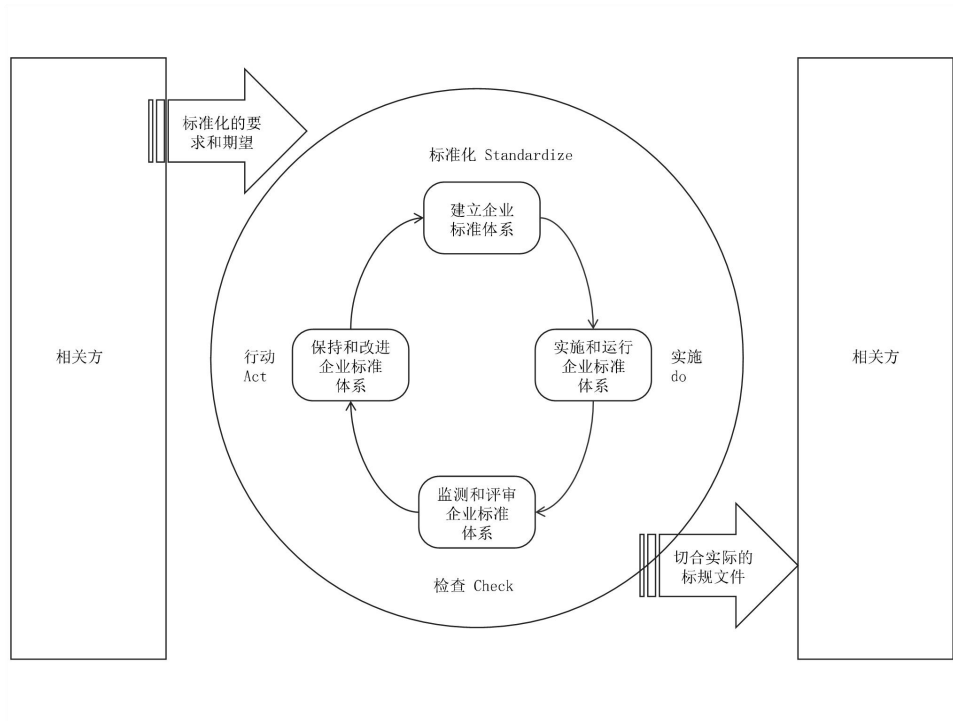 标准化的要
求和期望
标准化 Standardize
建立企业
标准体系
相关方
行动
Act
保持和改进
企业标准
体系
实施和运行
企业标准
体系
实施
do
相关方
监测和评审
企业标准
体系
切合实际的
标规文件
检查 Check